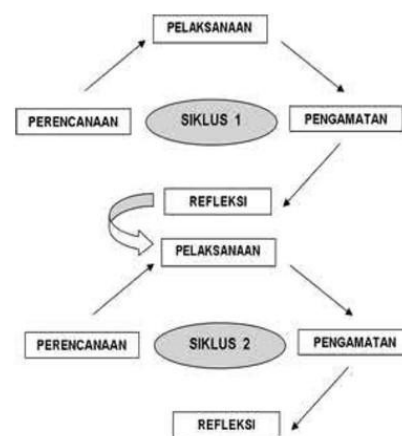 PELAKSANAAN
PERENCANAAN
SIKLUS 1
PENGAMATAN
REFLEKSI
PELAKSANAAN
PERENCANAAN
SIKLUS 2
PENGAMATAN
REFLEKSI